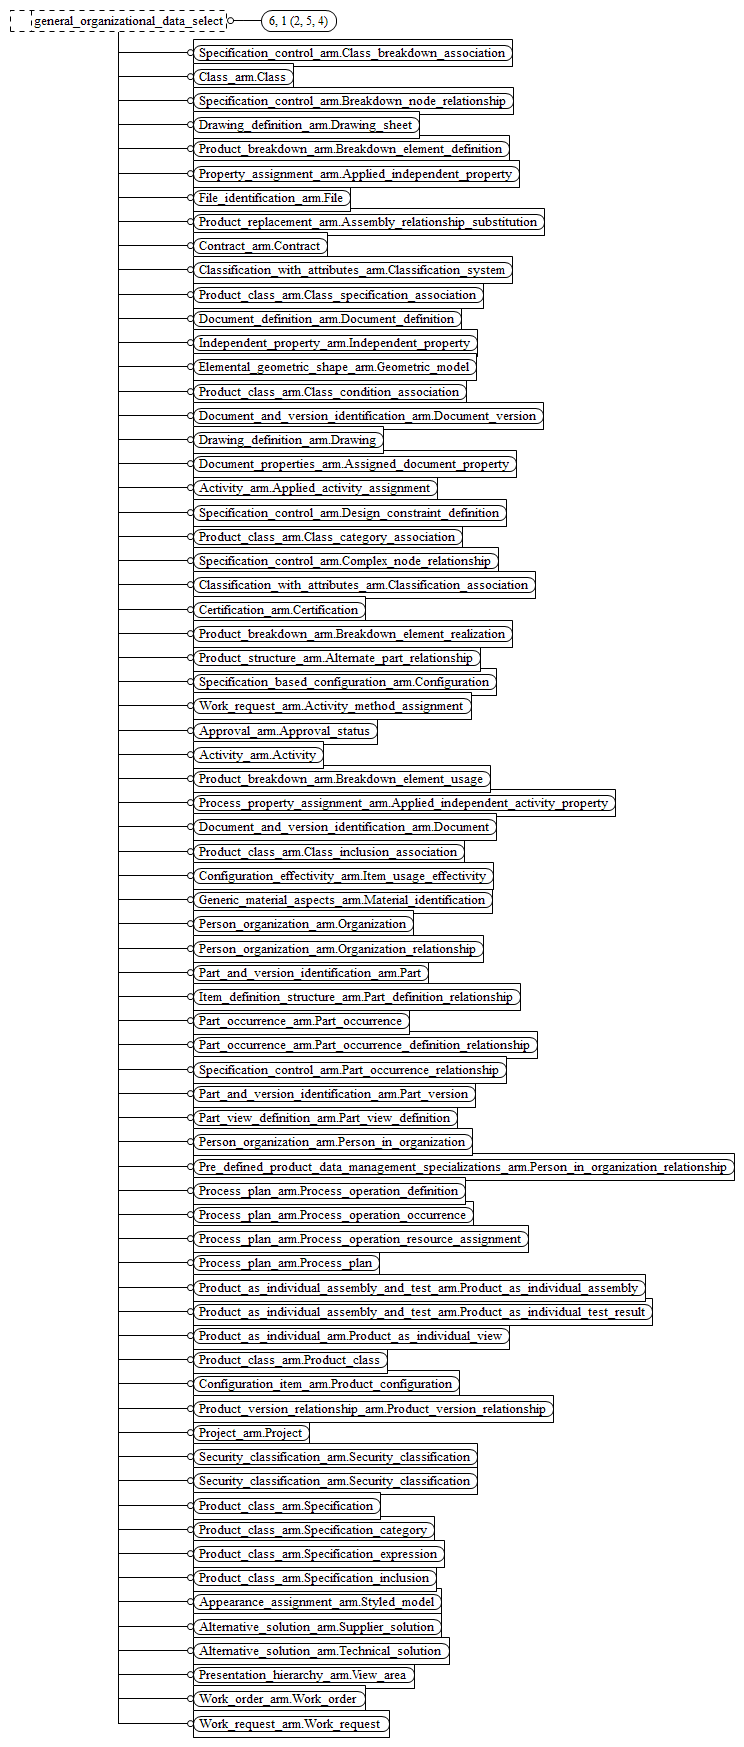 general_organizational_data_select
6, 1 (2, 5, 4)
Specification_control_arm.Class_breakdown_association
Class_arm.Class
Specification_control_arm.Breakdown_node_relationship
Drawing_definition_arm.Drawing_sheet
Product_breakdown_arm.Breakdown_element_definition
Property_assignment_arm.Applied_independent_property
File_identification_arm.File
Product_replacement_arm.Assembly_relationship_substitution
Contract_arm.Contract
Classification_with_attributes_arm.Classification_system
Product_class_arm.Class_specification_association
Document_definition_arm.Document_definition
Independent_property_arm.Independent_property
Elemental_geometric_shape_arm.Geometric_model
Product_class_arm.Class_condition_association
Document_and_version_identification_arm.Document_version
Drawing_definition_arm.Drawing
Document_properties_arm.Assigned_document_property
Activity_arm.Applied_activity_assignment
Specification_control_arm.Design_constraint_definition
Product_class_arm.Class_category_association
Specification_control_arm.Complex_node_relationship
Classification_with_attributes_arm.Classification_association
Certification_arm.Certification
Product_breakdown_arm.Breakdown_element_realization
Product_structure_arm.Alternate_part_relationship
Specification_based_configuration_arm.Configuration
Work_request_arm.Activity_method_assignment
Approval_arm.Approval_status
Activity_arm.Activity
Product_breakdown_arm.Breakdown_element_usage
Process_property_assignment_arm.Applied_independent_activity_property
Document_and_version_identification_arm.Document
Product_class_arm.Class_inclusion_association
Configuration_effectivity_arm.Item_usage_effectivity
Generic_material_aspects_arm.Material_identification
Person_organization_arm.Organization
Person_organization_arm.Organization_relationship
Part_and_version_identification_arm.Part
Item_definition_structure_arm.Part_definition_relationship
Part_occurrence_arm.Part_occurrence
Part_occurrence_arm.Part_occurrence_definition_relationship
Specification_control_arm.Part_occurrence_relationship
Part_and_version_identification_arm.Part_version
Part_view_definition_arm.Part_view_definition
Person_organization_arm.Person_in_organization
Pre_defined_product_data_management_specializations_arm.Person_in_organization_relationship
Process_plan_arm.Process_operation_definition
Process_plan_arm.Process_operation_occurrence
Process_plan_arm.Process_operation_resource_assignment
Process_plan_arm.Process_plan
Product_as_individual_assembly_and_test_arm.Product_as_individual_assembly
Product_as_individual_assembly_and_test_arm.Product_as_individual_test_result
Product_as_individual_arm.Product_as_individual_view
Product_class_arm.Product_class
Configuration_item_arm.Product_configuration
Product_version_relationship_arm.Product_version_relationship
Project_arm.Project
Security_classification_arm.Security_classification
Security_classification_arm.Security_classification
Product_class_arm.Specification
Product_class_arm.Specification_category
Product_class_arm.Specification_expression
Product_class_arm.Specification_inclusion
Appearance_assignment_arm.Styled_model
Alternative_solution_arm.Supplier_solution
Alternative_solution_arm.Technical_solution
Presentation_hierarchy_arm.View_area
Work_order_arm.Work_order
Work_request_arm.Work_request